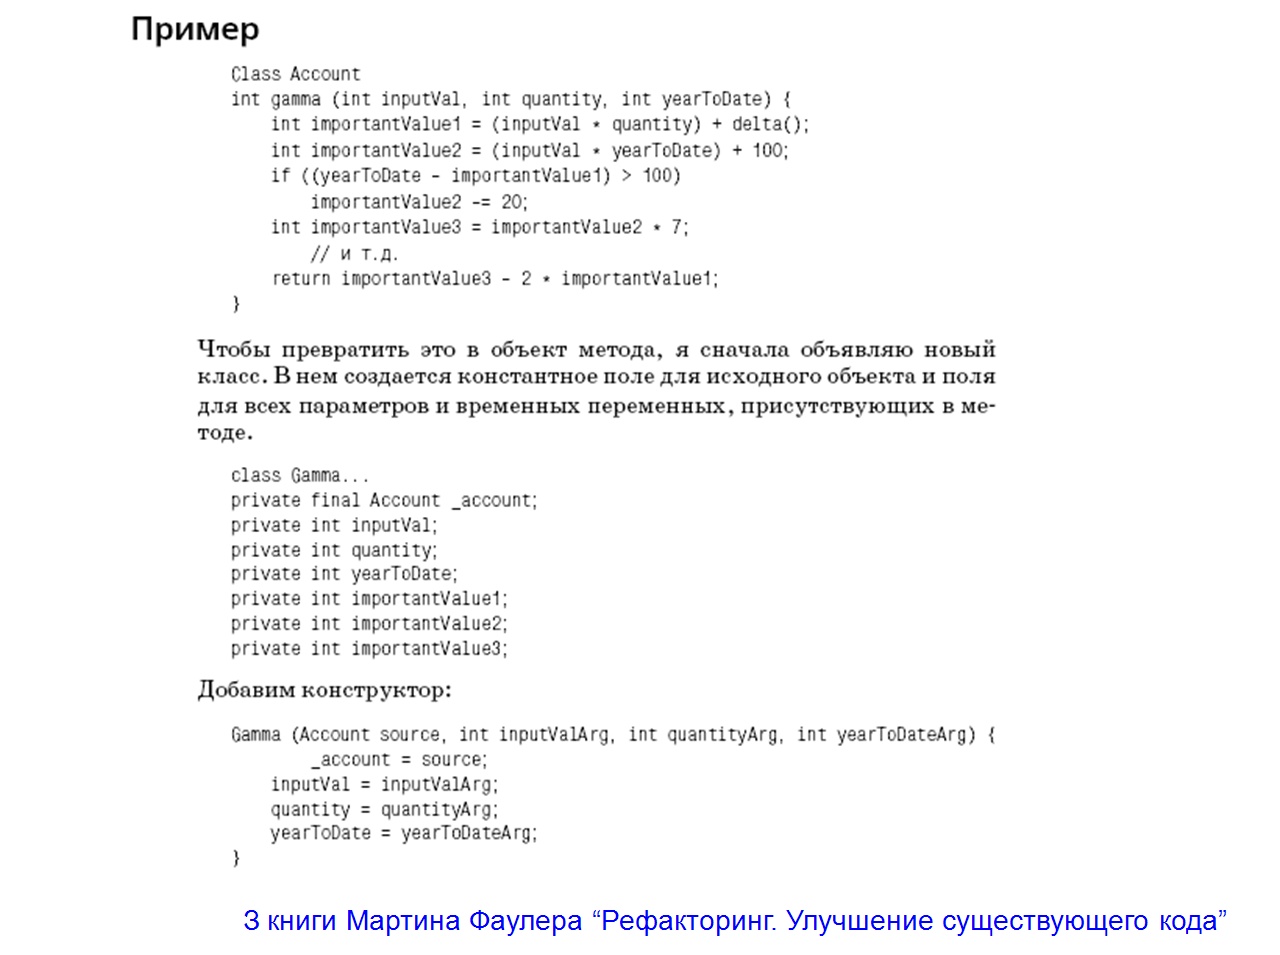 Пример
Class Account
int gamma (int inputVal, int quantity, int yearToDate) {
int importantValue1 = (inputVal * quantity) + delta();
int importantValue2 = (inputVal * yearToDate) + 100;
if ((yearToDate - importantValue1) > 100)
importantValue2 -= 20;
int importantValue3 = importantValue2 * 7;
// и т.д.
return importantValue3 - 2 * importantValue1;
}
Чтобы превратить это в объект метода, я сначала объявляю новый
класс. В нем создается константное поле для исходного объекта и поля
для всех параметров и временных переменных, присутствующих в ме-
тоде.
class Gamma...
private final Account _account;
private int inputVal;
private int quantity;
private int yearToDate;
private int importantValue1;
private int importantValue2;
private int importantValue3;
Добавим конструктор:
Gamma (Account source, int inputValArg, int quantityArg, int yearToDateArg) {
_account = source;
inputVal = inputValArg;
quantity = quantityArg;
yearToDate = yearToDateArg;
}
З книги Мартина Фаулера “Рефакторинг. Улучшение существующего кода”